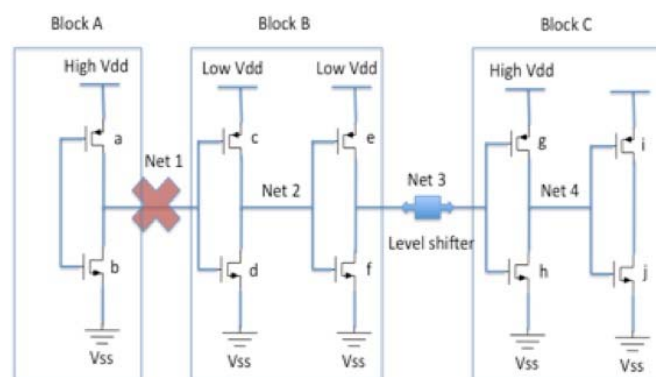 Block A
Block B
Block C
High Vdd
Low Vdd
Low Vdd
High Vdd
a
c
e
g
i
Net 1
Net 2
Net 3
Net 4
Level shifter
b
d
f
h
j
Vss
Vss
Vss
Vss
Vss